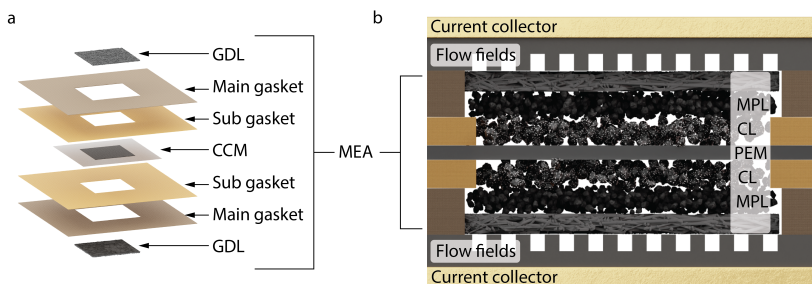 a
GDL
Main gasket
Sub gasket
CCM
Sub gasket
Main gasket
GDL
MEA
b
Current collector
Flow fields
MPL
CL
PEM
CL
MPL
Flow fields
Current collector